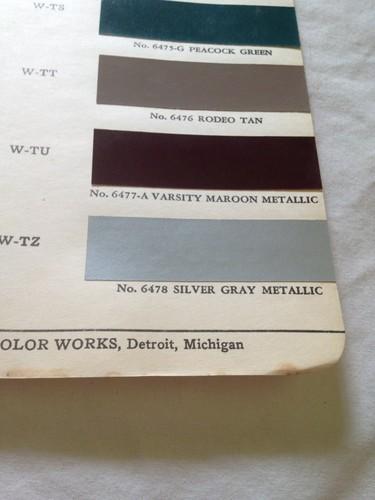 W-TS
No. 6475-G PEACOCK GREEN
W-TT
No. 6476 RODEO TAN
W-TU
No. 6477-A VARSITY MAROON METALLIC
W-TZ
No. 6478 SILVER GRAY METALLIC
OLOR WORKS, Detroit, Michigan